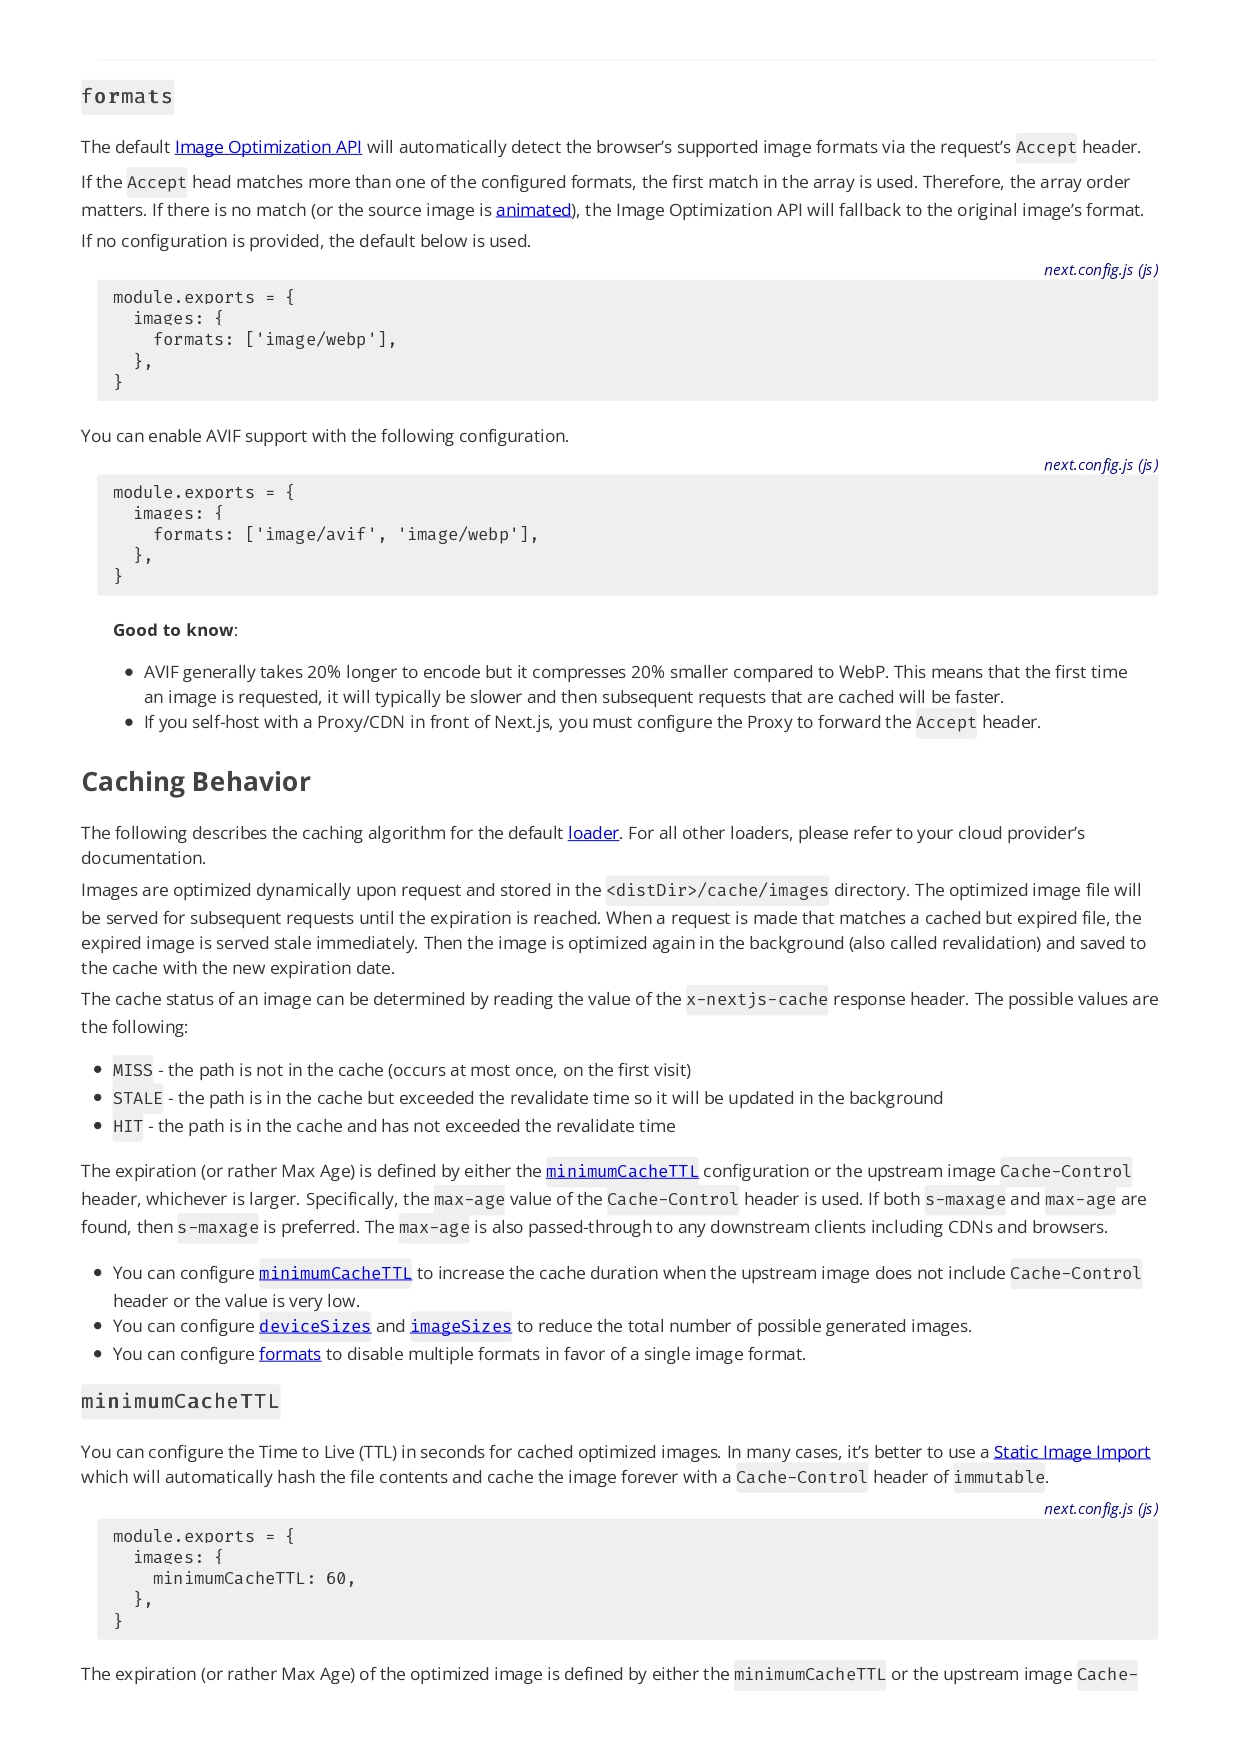 formats
The default Image Optimization API will automatically detect the browser’s supported image formats via the request’s Accept header.
If the Accept head matches more than one of the configured formats, the first match in the array is used. Therefore, the array order
matters. If there is no match (or the source image is animated), the Image Optimization API will fallback to the original image’s format.
If no configuration is provided, the default below is used.
next.config.js (js)
module.exports = {
  images: {
    formats: ['image/webp'],
  },
}
You can enable AVIF support with the following configuration.
next.config.js (js)
module.exports = {
  images: {
    formats: ['image/avif', 'image/webp'],
  },
}
Good to know:
• AVIF generally takes 20% longer to encode but it compresses 20% smaller compared to WebP. This means that the first time
an image is requested, it will typically be slower and then subsequent requests that are cached will be faster.
• If you self-host with a Proxy/CDN in front of Next.js, you must configure the Proxy to forward the Accept header.
Caching Behavior
The following describes the caching algorithm for the default loader. For all other loaders, please refer to your cloud provider’s
documentation.
Images are optimized dynamically upon request and stored in the <distDir>/cache/images directory. The optimized image file will
be served for subsequent requests until the expiration is reached. When a request is made that matches a cached but expired file, the
expired image is served stale immediately. Then the image is optimized again in the background (also called revalidation) and saved to
the cache with the new expiration date.
The cache status of an image can be determined by reading the value of the x-nextjs-cache response header. The possible values are
the following:
• MISS - the path is not in the cache (occurs at most once, on the first visit)
• STALE - the path is in the cache but exceeded the revalidate time so it will be updated in the background
• HIT - the path is in the cache and has not exceeded the revalidate time
The expiration (or rather Max Age) is defined by either the minimumCacheTTL configuration or the upstream image Cache-Control
header, whichever is larger. Specifically, the max-age value of the Cache-Control header is used. If both s-maxage and max-age are
found, then s-maxage is preferred. The max-age is also passed-through to any downstream clients including CDNs and browsers.
• You can configure minimumCacheTTL to increase the cache duration when the upstream image does not include Cache-Control
header or the value is very low.
• You can configure deviceSizes and imageSizes to reduce the total number of possible generated images.
• You can configure formats to disable multiple formats in favor of a single image format.
minimumCacheTTL
You can configure the Time to Live (TTL) in seconds for cached optimized images. In many cases, it’s better to use a Static Image Import
which will automatically hash the file contents and cache the image forever with a Cache-Control header of immutable.
next.config.js (js)
module.exports = {
  images: {
    minimumCacheTTL: 60,
  },
}
The expiration (or rather Max Age) of the optimized image is defined by either the minimumCacheTTL or the upstream image Cache-